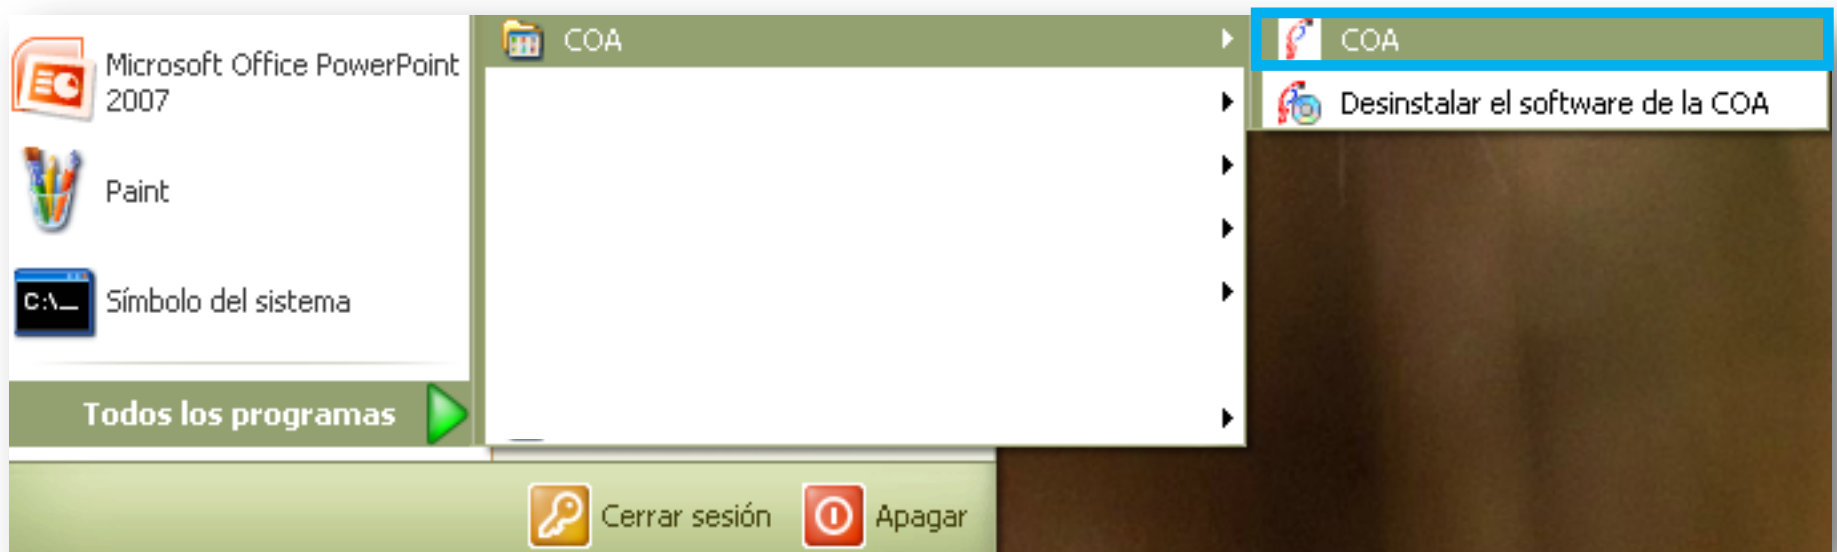 Microsoft Office PowerPoint
2007
Paint
C:\_
Símbolo del sistema
Todos los programas
COA
COA
Desinstalar el software de la COA
Cerrar sesión
Apagar